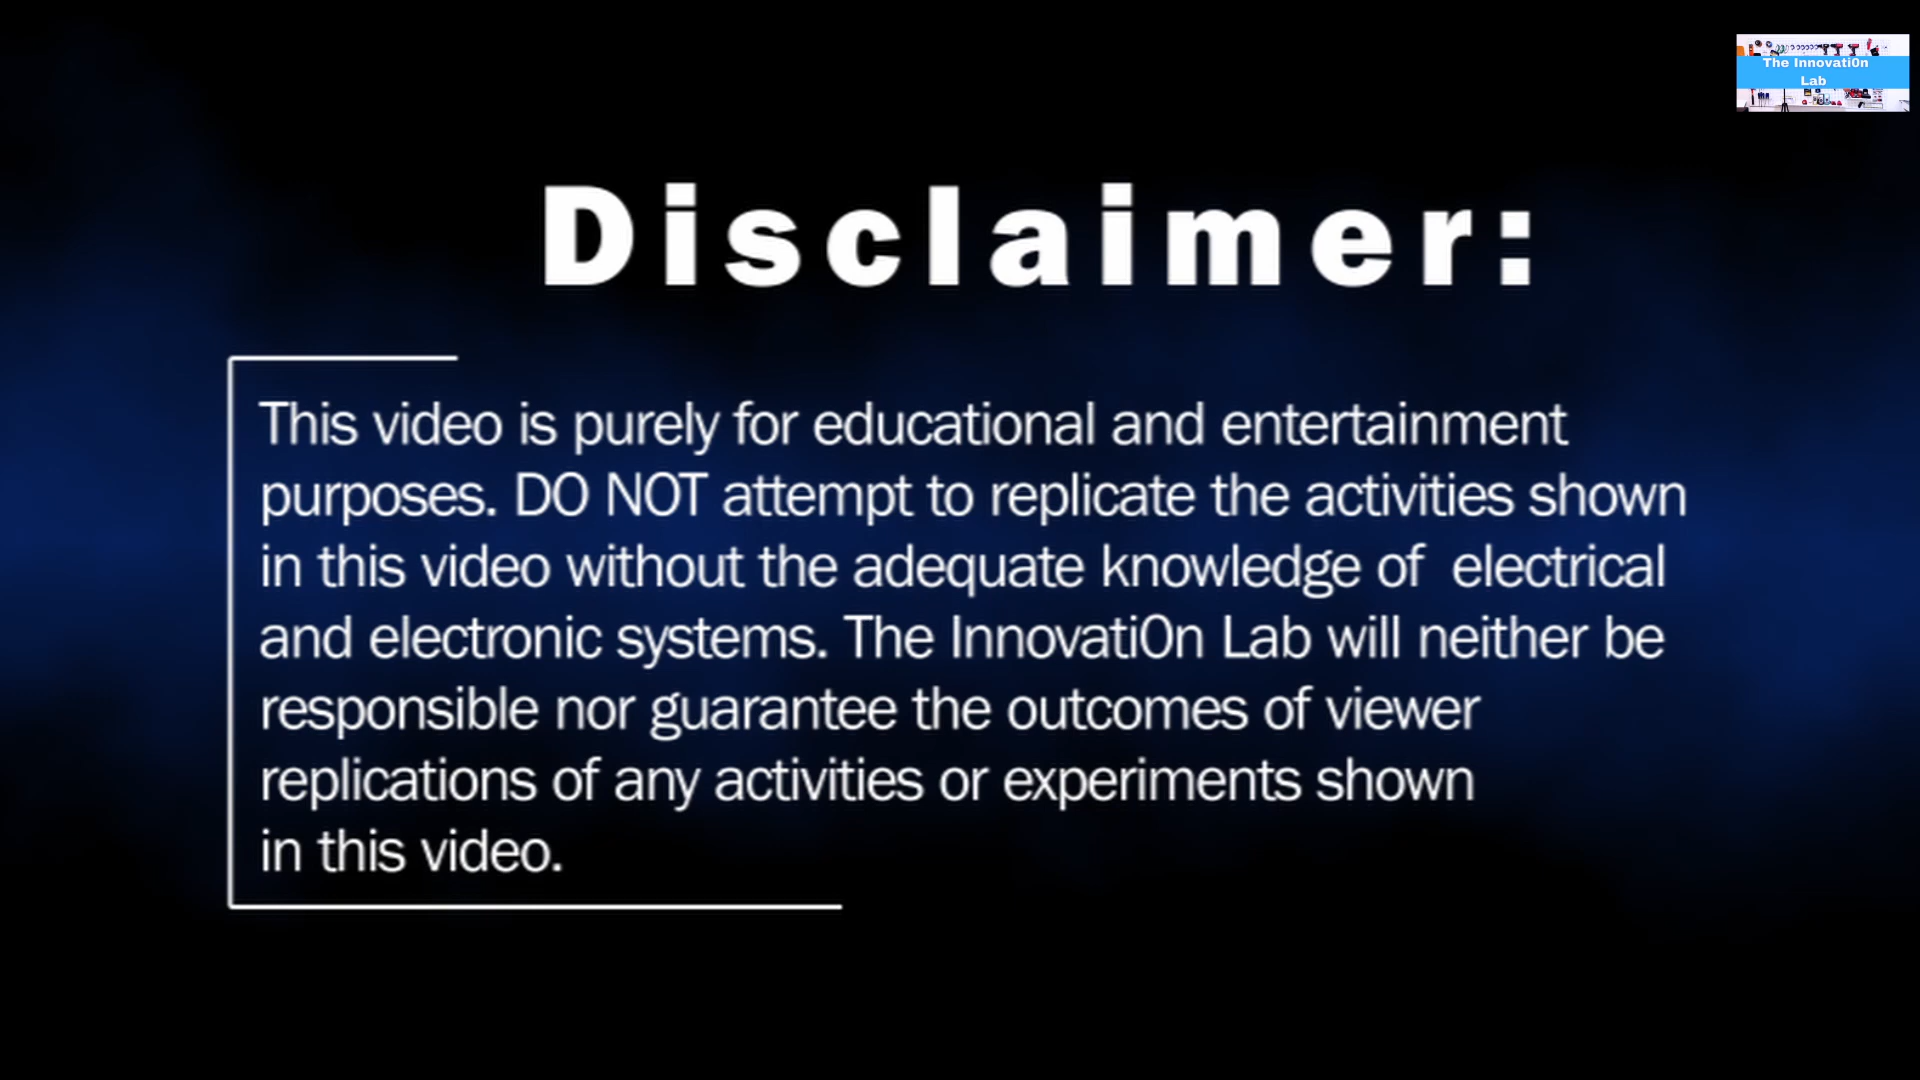 The Innovati0n
Lab
Disclaimer:
This video is purely for educational and entertainment
purposes. DO NOT attempt to replicate the activities shown
in this video without the adequate knowledge of  electrical
and electronic systems. The Innovati0n Lab will neither be
responsible nor guarantee the outcomes of viewer
replications of any activities or experiments shown
in this video.